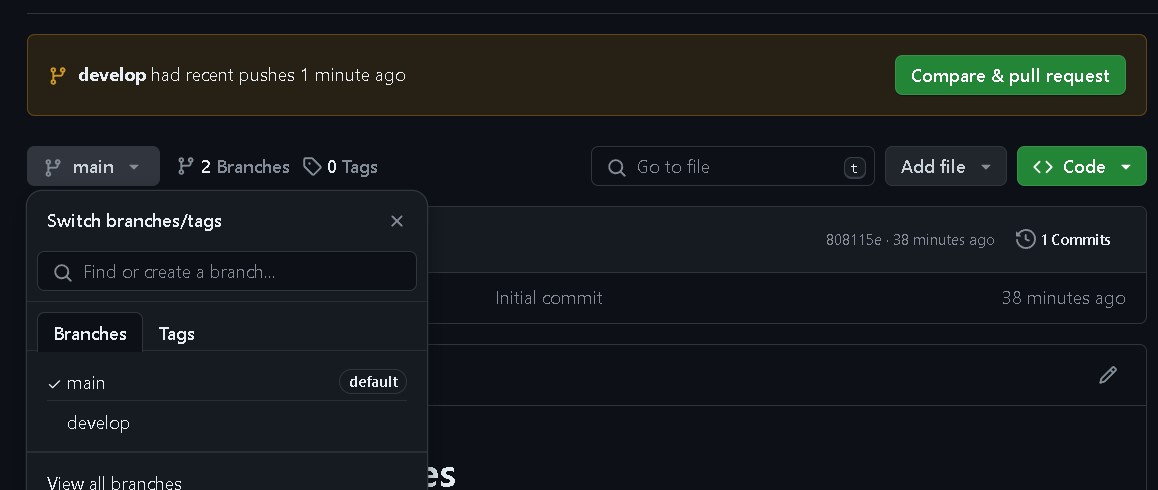 develop had recent pushes 1 minute ago
Compare & pull request
main
2 Branches
0 Tags
Go to file
t
Add file
Code
Switch branches/tags
Find or create a branch...
Branches
Tags
main
default
develop
View all branches
808115e · 38 minutes ago
1 Commits
Initial commit
38 minutes ago
es